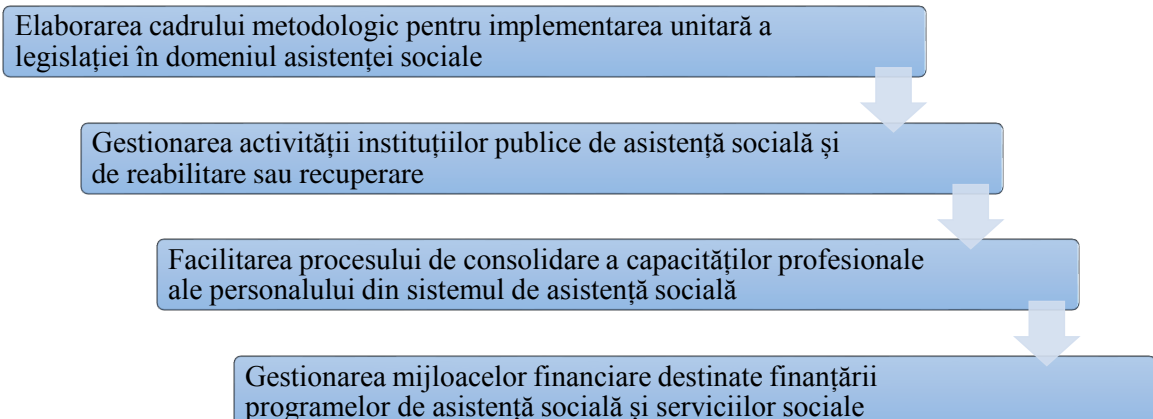 Elaborarea cadrului metodologic pentru implementarea unitară a
legislației în domeniul asistenței sociale
Gestionarea activității instituțiilor publice de asistență socială și
de reabilitare sau recuperare
Facilitarea procesului de consolidare a capacităților profesionale
ale personalului din sistemul de asistență socială
Gestionarea mijloacelor financiare destinate finanțării
programelor de asistență socială și serviciilor sociale